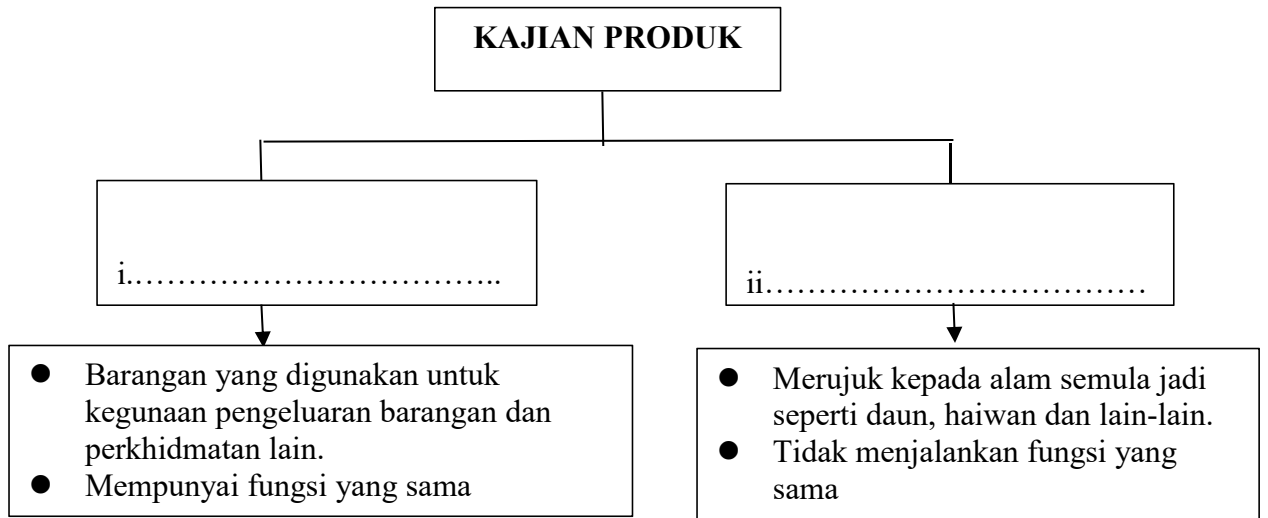 KAJIAN PRODUK
i.……………………………..
ii………………………………
● Barangan yang digunakan untuk
kegunaan pengeluaran barangan dan
perkhidmatan lain.
● Mempunyai fungsi yang sama
● Merujuk kepada alam semula jadi
seperti daun, haiwan dan lain-lain.
● Tidak menjalankan fungsi yang
sama